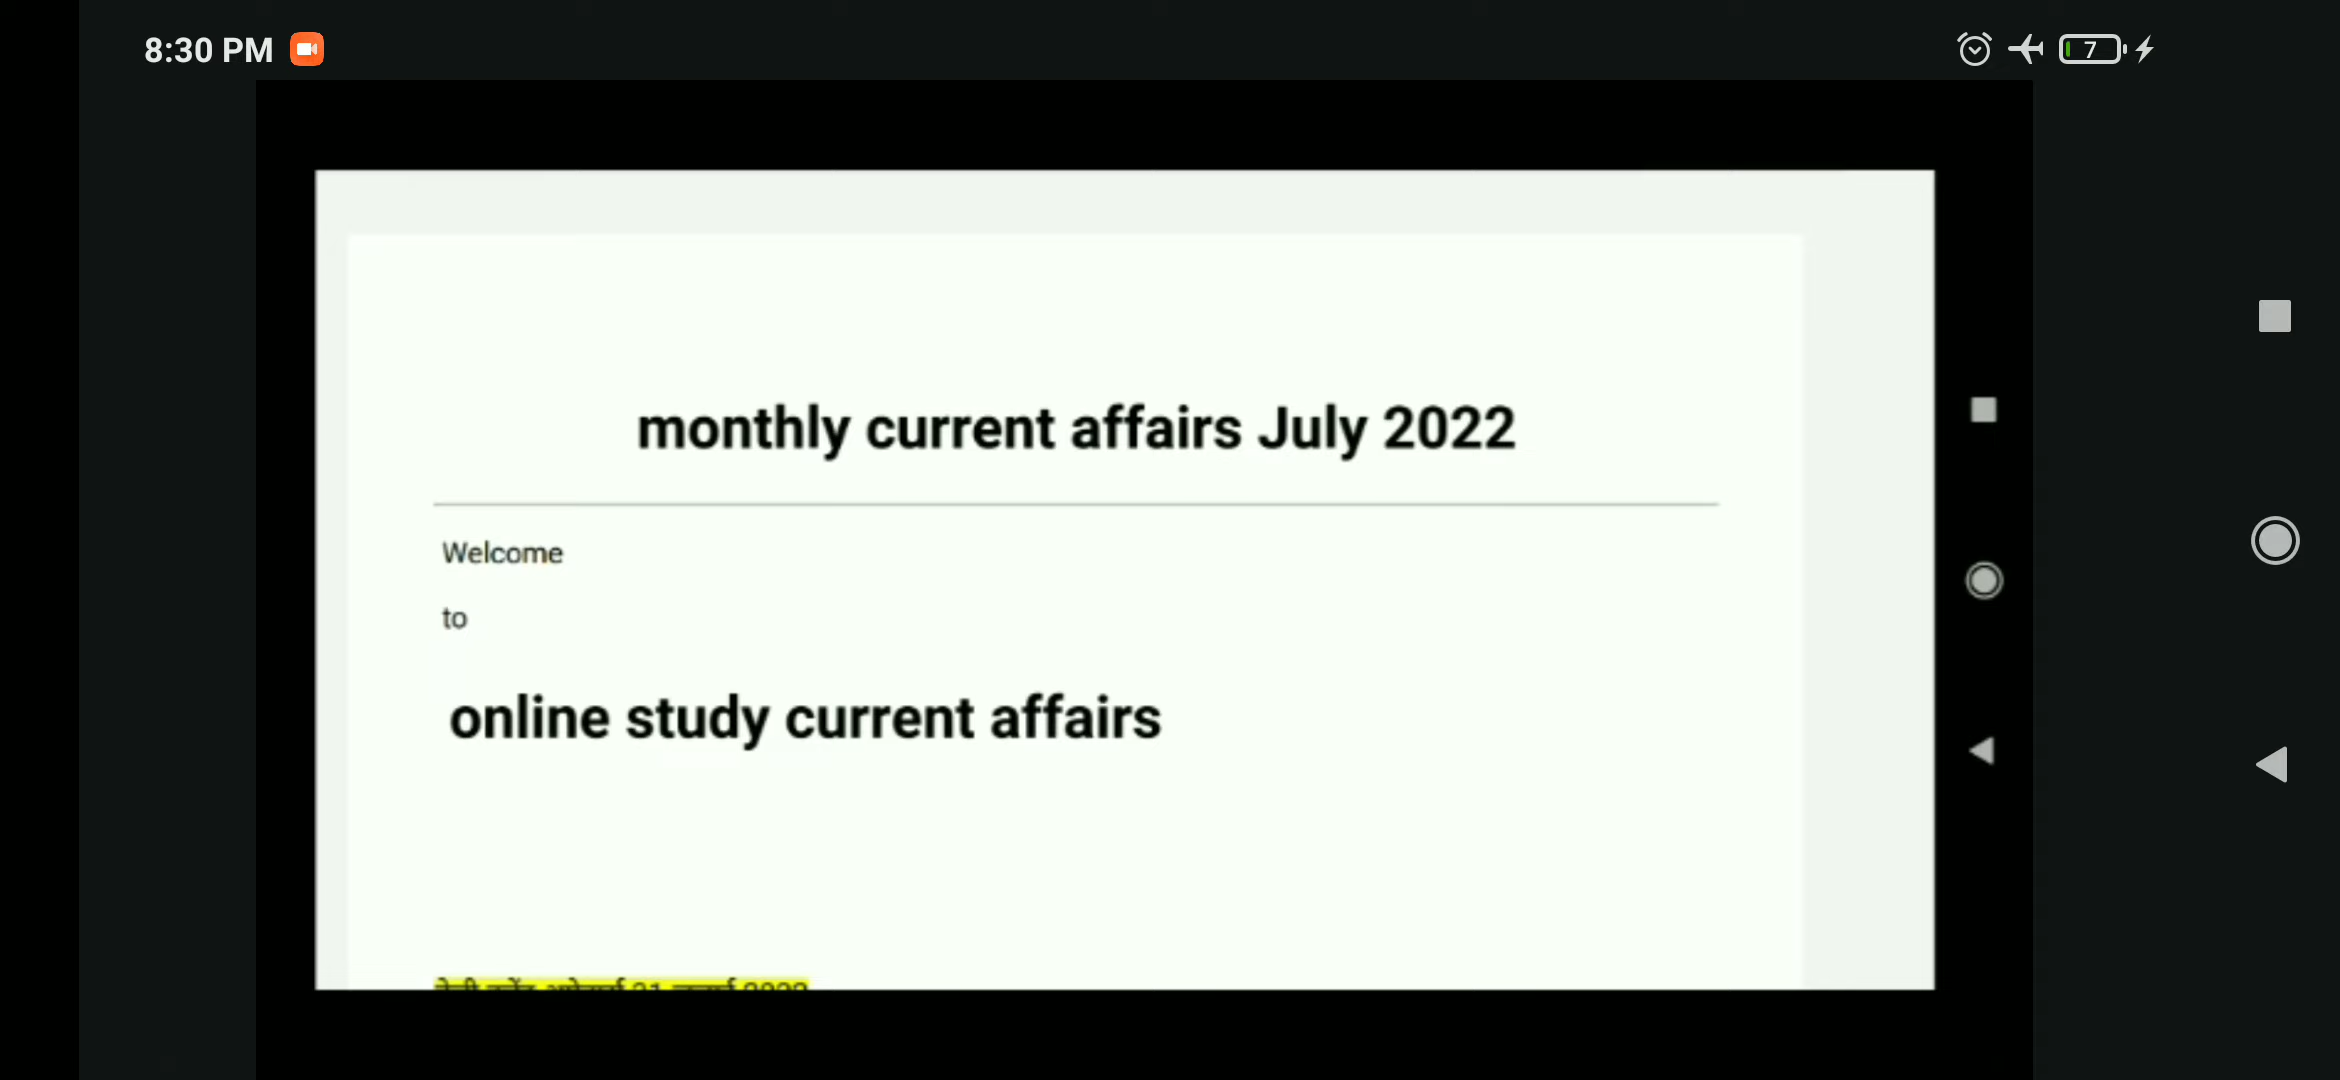 8:30 PM
7
monthly current affairs July 2022
Welcome
to
online study current affairs